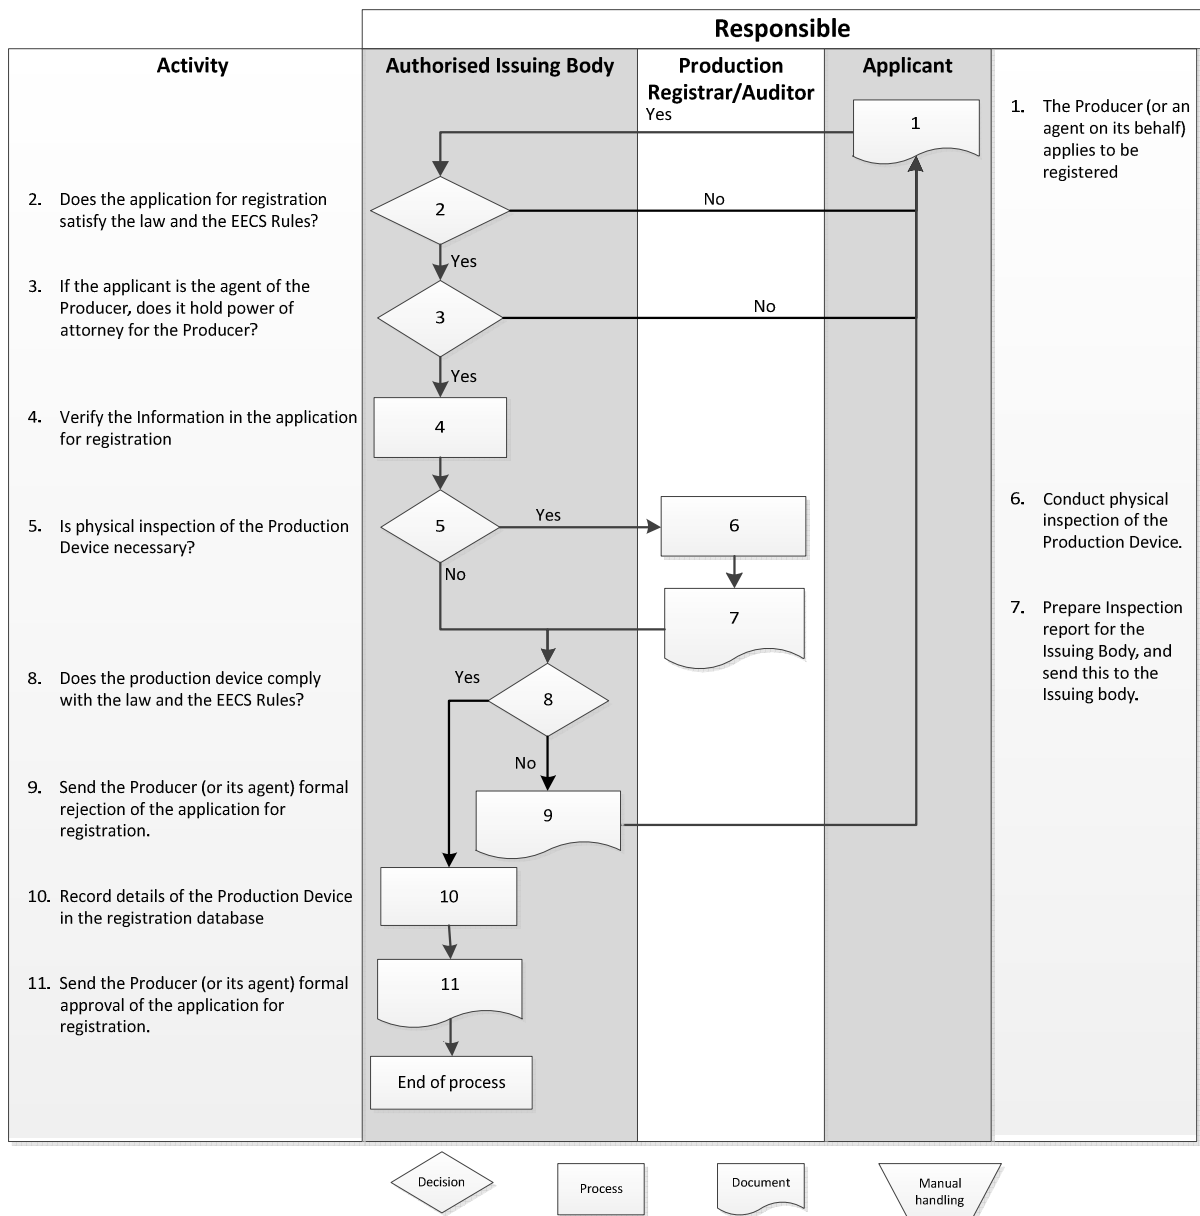 Responsible
Activity
Authorised Issuing Body
Production
Registrar/Auditor
Applicant
Yes
1
1. The Producer (or an
agent on its behalf)
applies to be
registered
2. Does the application for registration
satisfy the law and the EECS Rules?
2
No
Yes
3. If the applicant is the agent of the
Producer, does it hold power of
attorney for the Producer?
3
No
Yes
4. Verify the Information in the application
for registration
4
5. Is physical inspection of the Production
Device necessary?
5
Yes
No
6
6. Conduct physical
inspection of the
Production Device.
7
7. Prepare Inspection
report for the
Issuing Body, and
send this to the
Issuing body.
8. Does the production device comply
with the law and the EECS Rules?
Yes
8
No
9. Send the Producer (or its agent) formal
rejection of the application for
registration.
9
10. Record details of the Production Device
in the registration database
10
11. Send the Producer (or its agent) formal
approval of the application for
registration.
11
End of process
Decision
Process
Document
Manual
handling